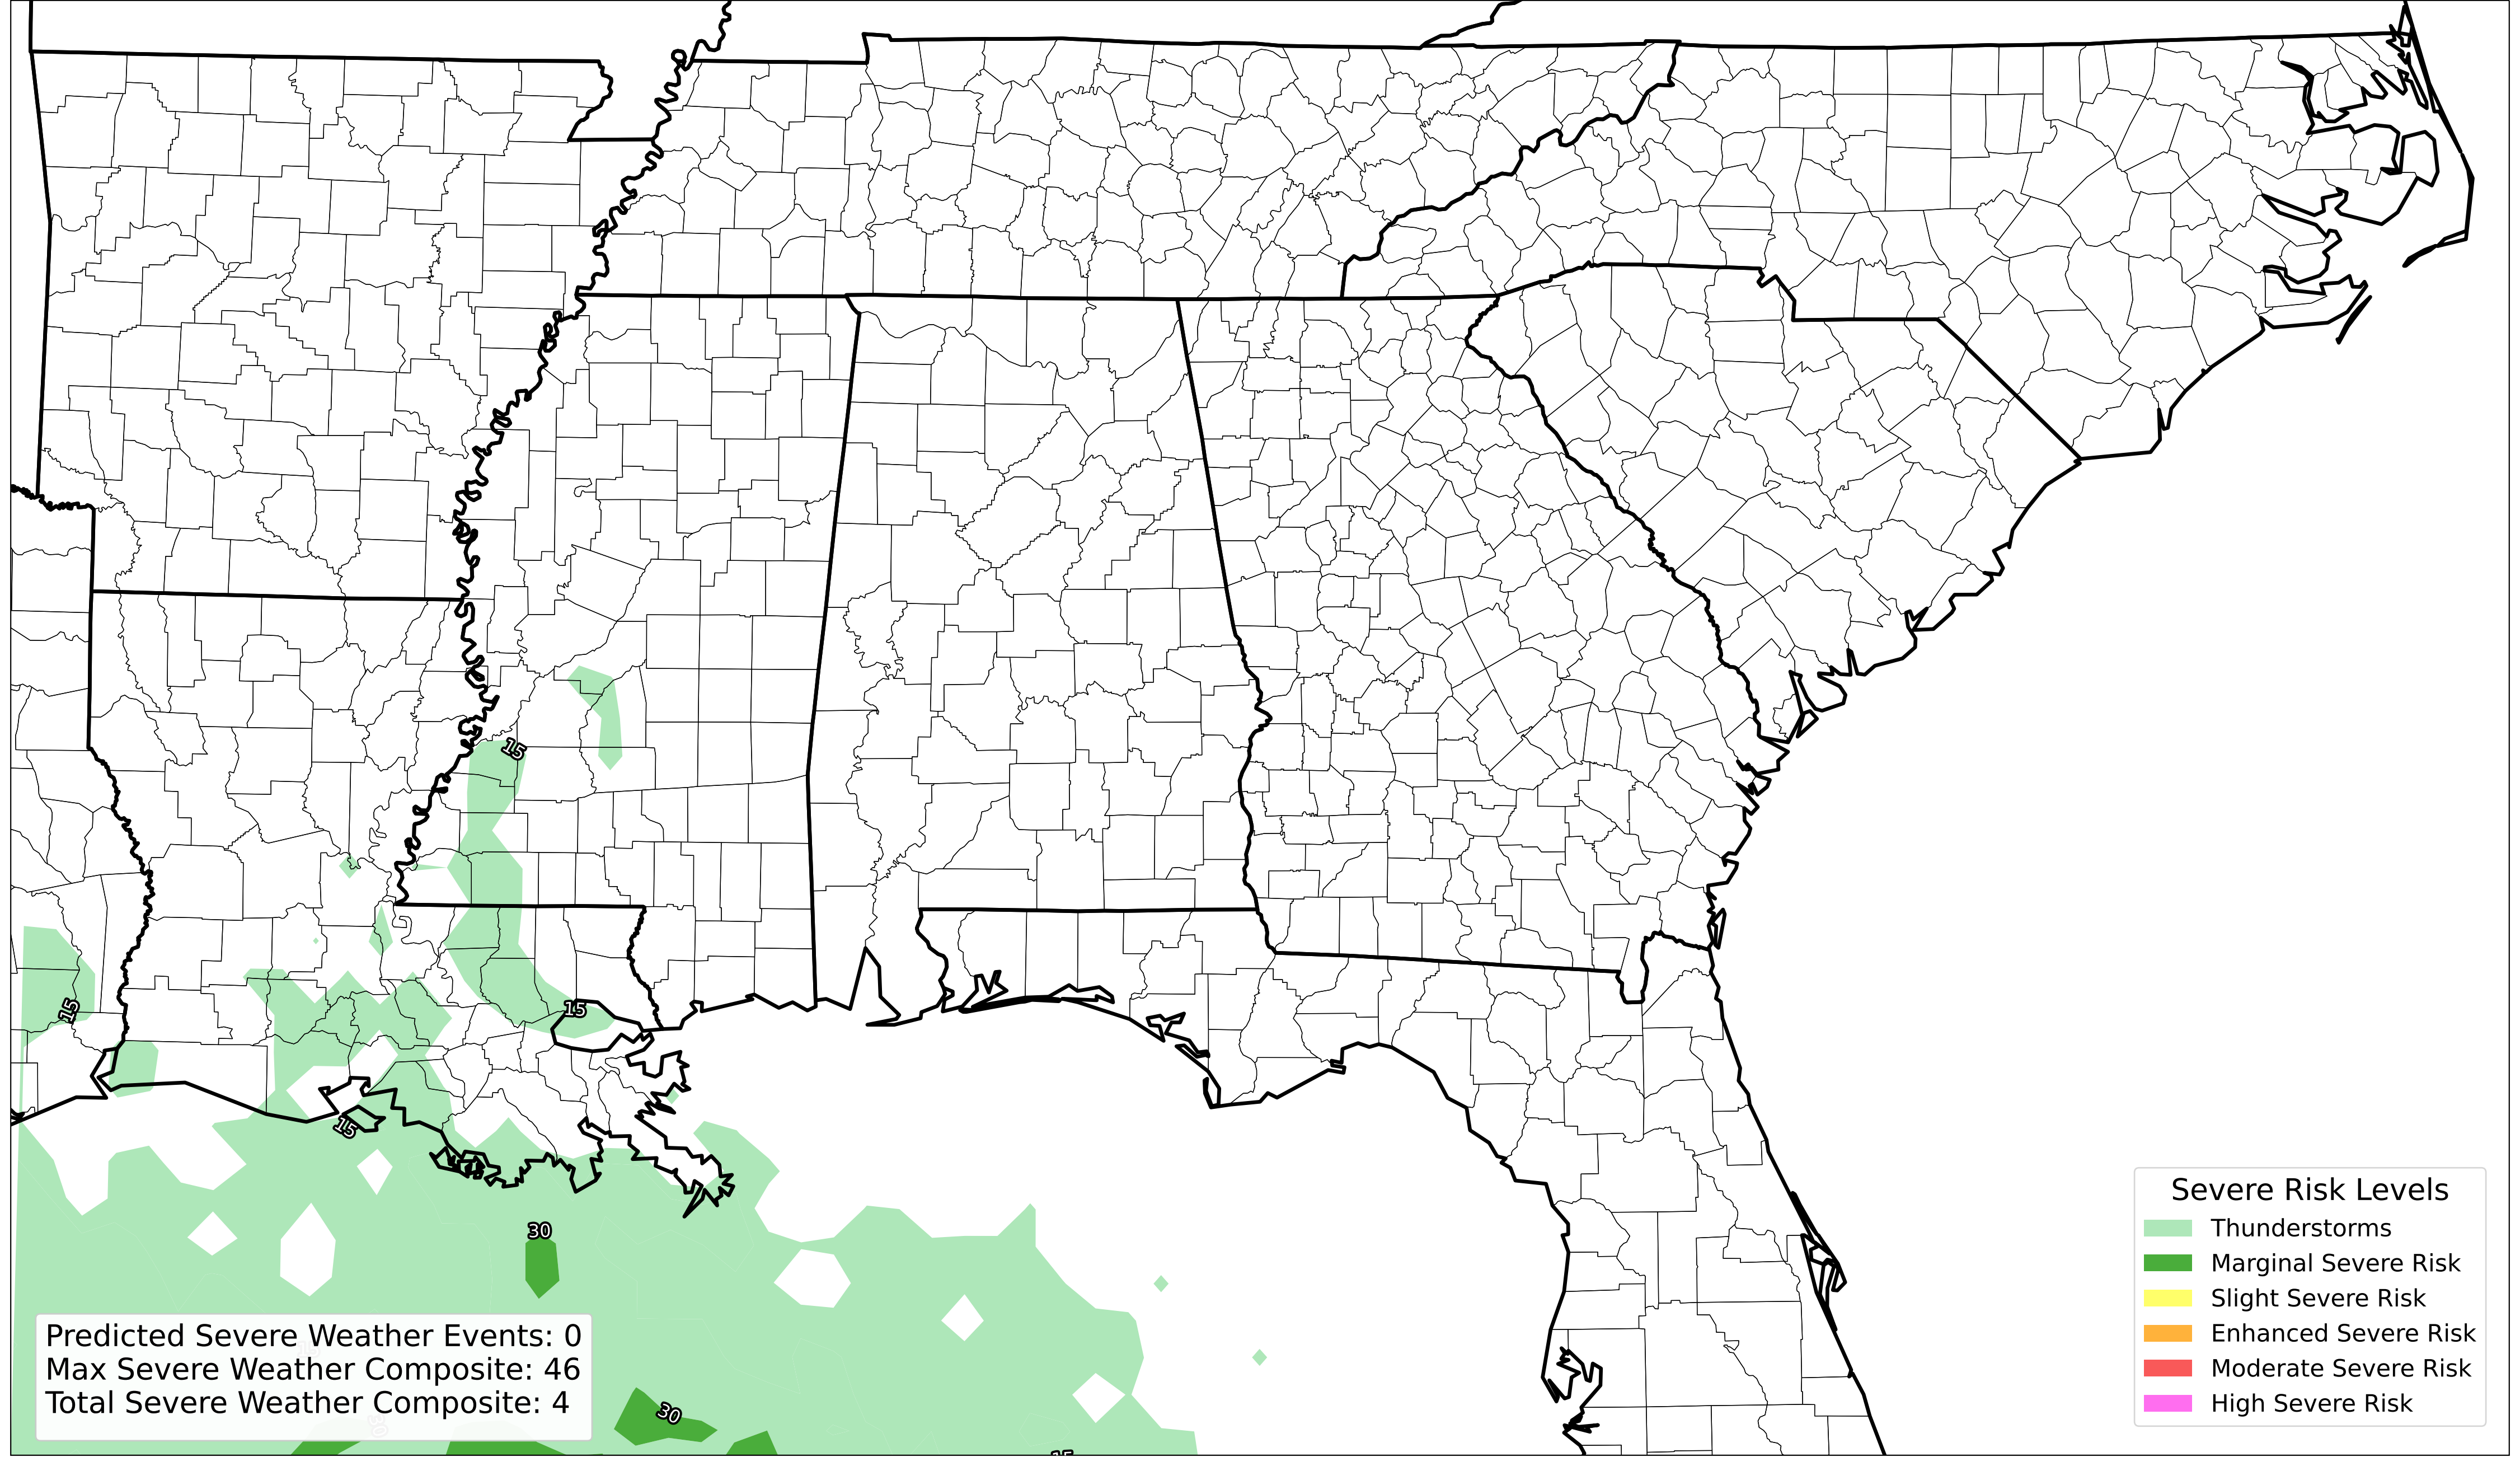 15
15
15
15
30
30
30
15
Predicted Severe Weather Events: 0
Max Severe Weather Composite: 46
Total Severe Weather Composite: 4
Severe Risk Levels
Thunderstorms
Marginal Severe Risk
Slight Severe Risk
Enhanced Severe Risk
Moderate Severe Risk
High Severe Risk